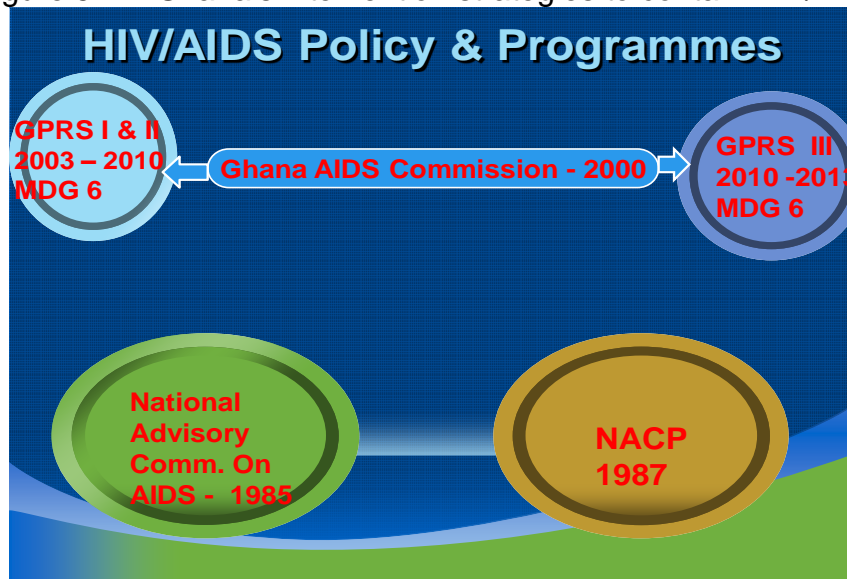 HIV/AIDS Policy & Programmes
GPRS I & II
2003 – 2010
MDG 6
Ghana AIDS Commission - 2000
GPRS III
2010 -2013
MDG 6
National
Advisory
Comm. On
AIDS - 1985
NACP
1987